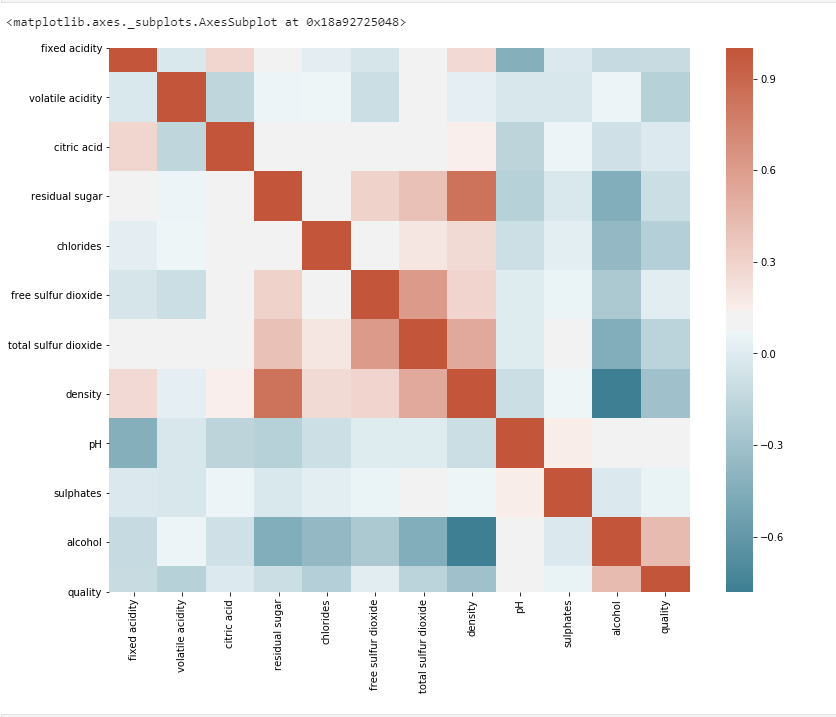 <matplotlib.axes._subplots.AxesSubplot at 0x18a92725048>
fixed acidity
volatile acidity
citric acid
residual sugar
chlorides
free sulfur dioxide
total sulfur dioxide
density
pH
sulphates
alcohol
quality
fixed acidity
volatile acidity
citric acid
residual sugar
chlorides
free sulfur dioxide
total sulfur dioxide
density
pH
sulphates
alcohol
quality
0.9
0.6
0.3
0.0
−0.3
−0.6